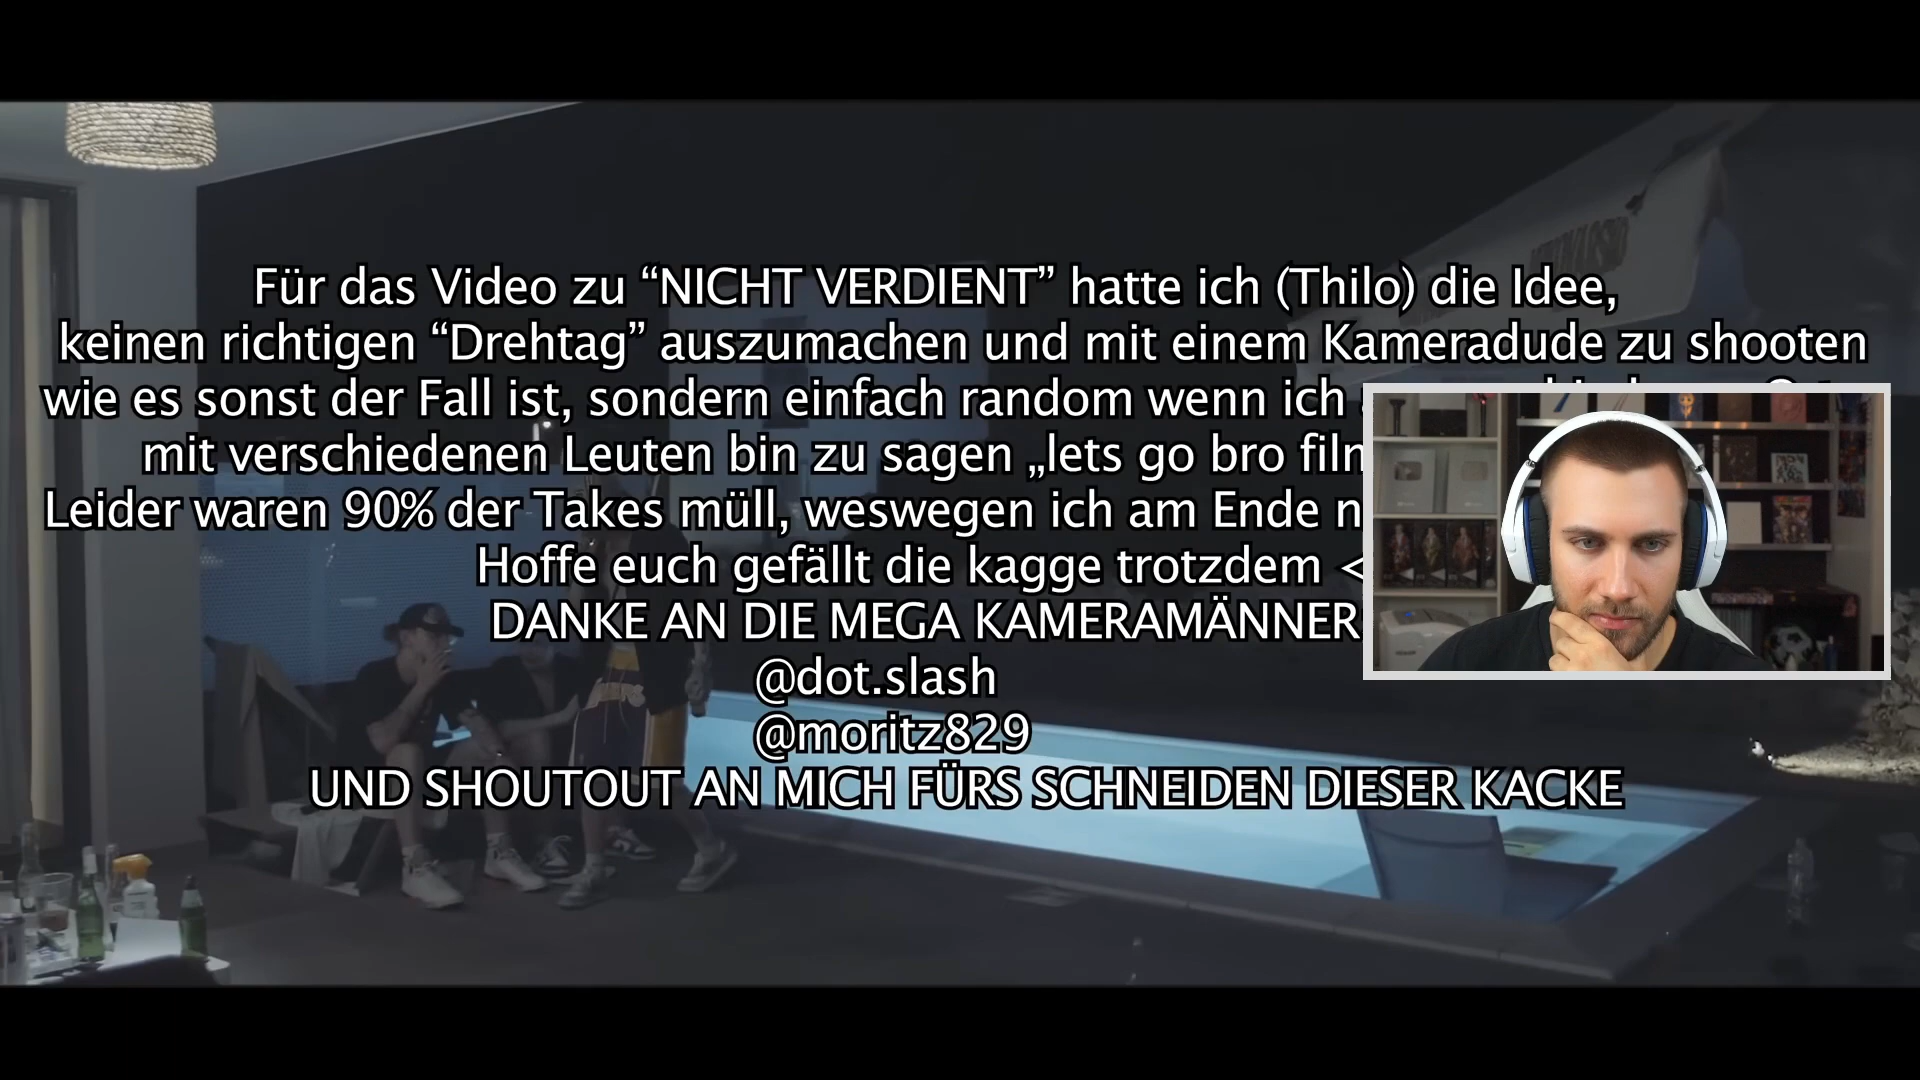 Für das Video zu “NICHT VERDIENT” hatte ich (Thilo) die Idee,
keinen richtigen “Drehtag” auszumachen und mit einem Kameradude zu shooten
wie es sonst der Fall ist, sondern einfach random wenn ich
mit verschiedenen Leuten bin zu sagen „lets go bro
Leider waren 90% der Takes müll, weswegen ich am Ende
Hoffe euch gefällt die kagge trotzdem <
DANKE AN DIE MEGA KAMERAMÄNNER
@dot.slash
@moritz829
UND SHOUTOUT AN MICH FÜRS SCHNEIDEN DIESER KACKE